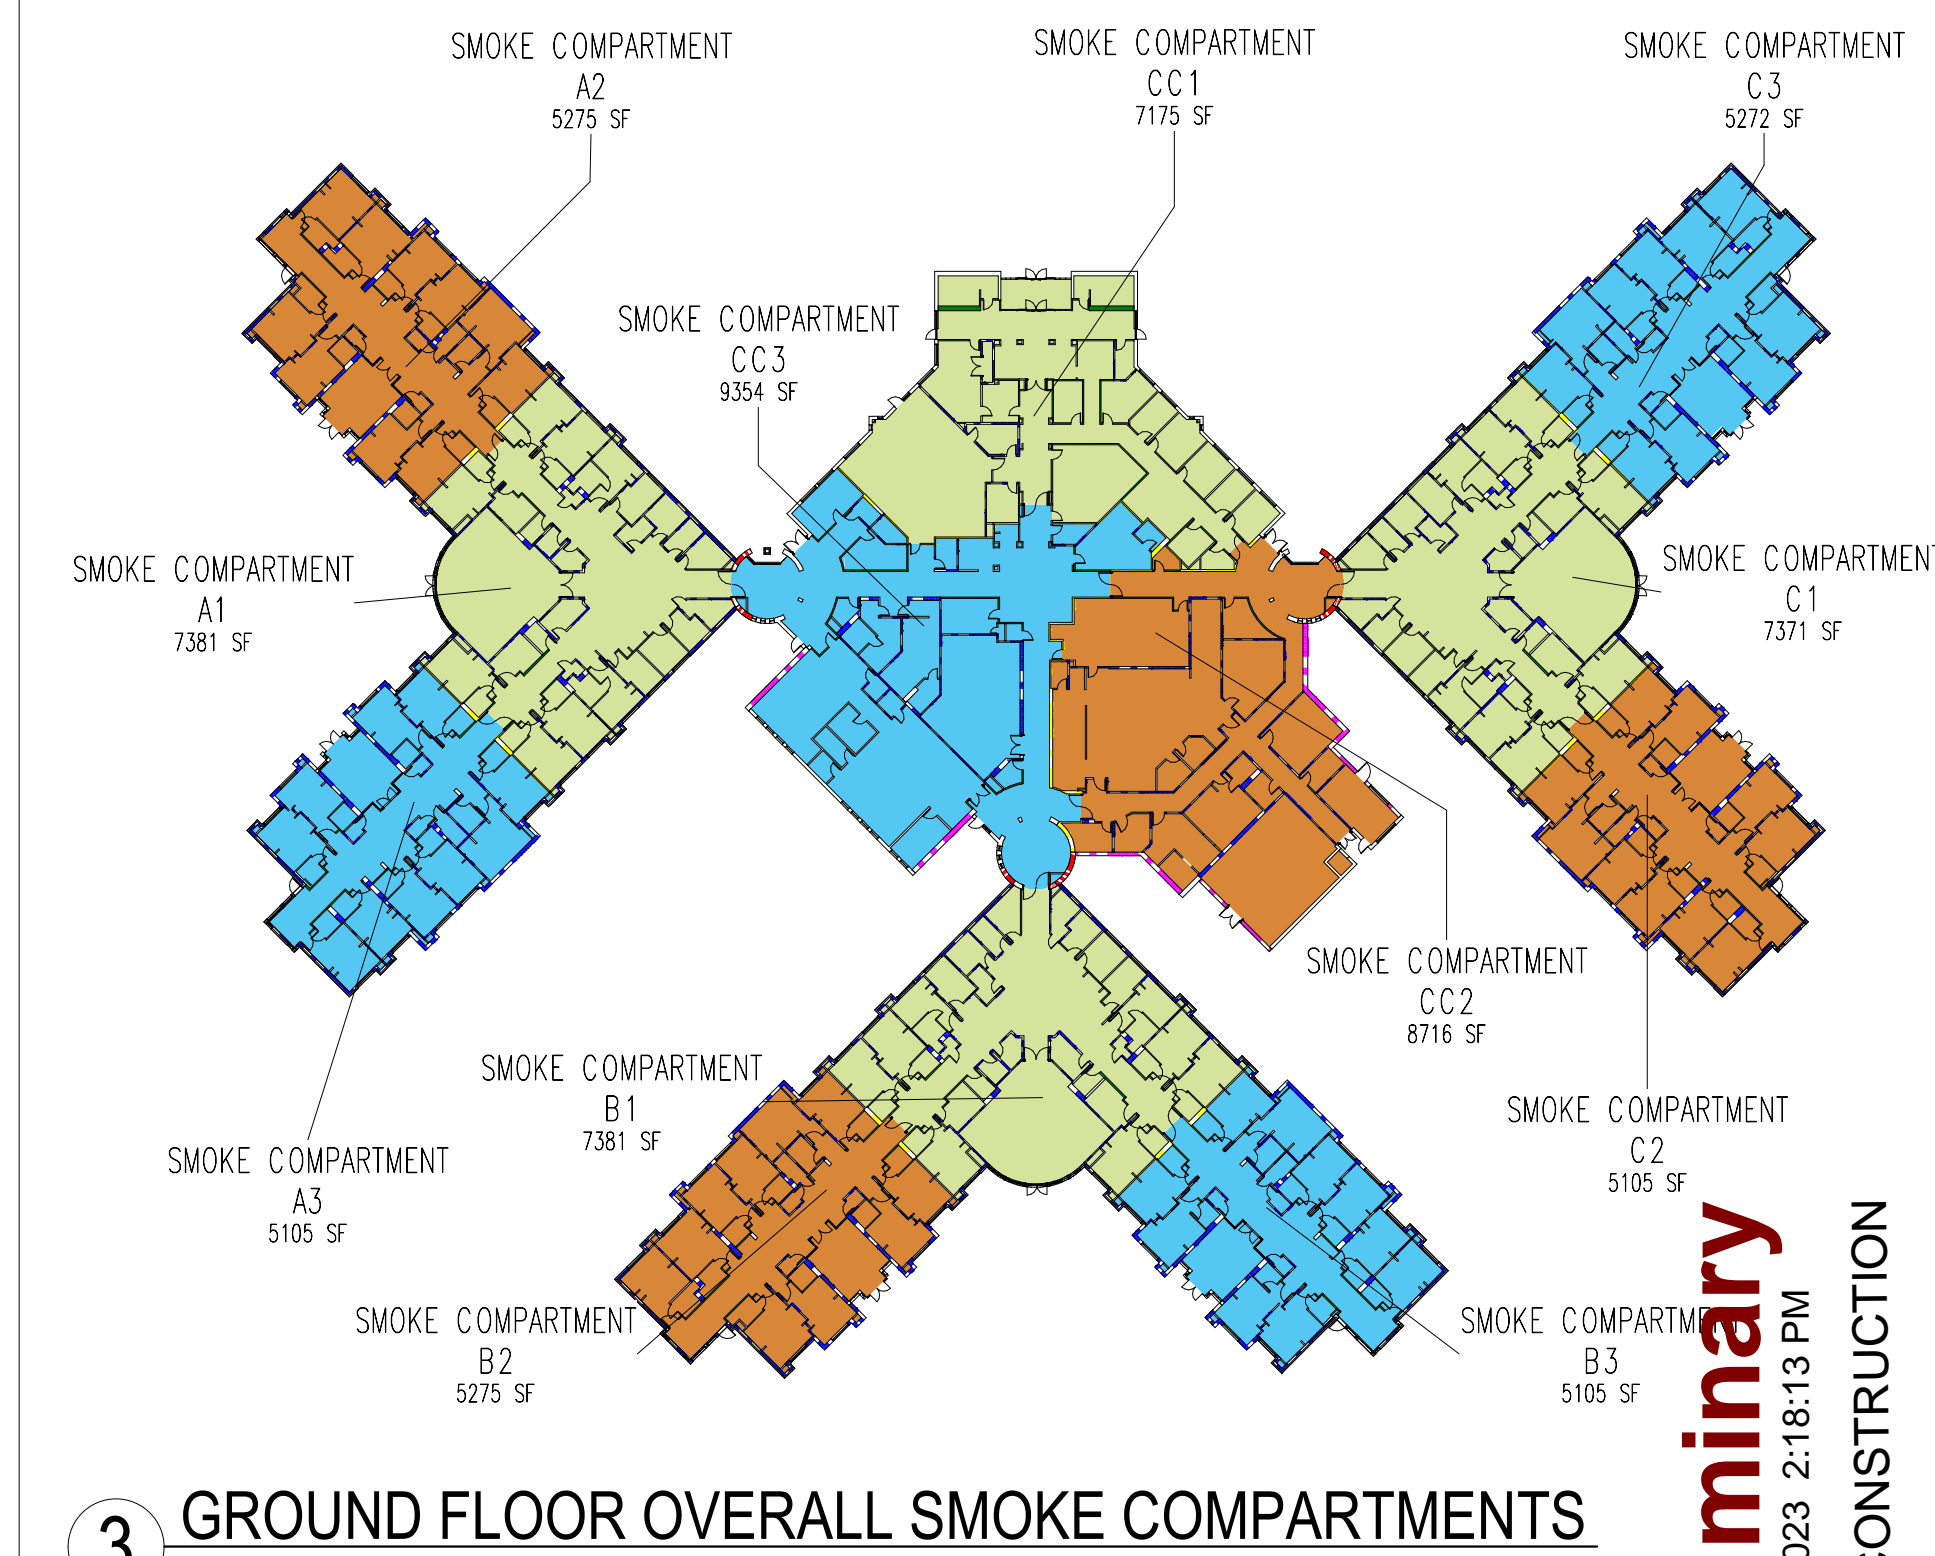 SMOKE COMPARTMENT
A2
5275 SF
SMOKE COMPARTMENT
CC1
7175 SF
SMOKE COMPARTMENT
C3
5272 SF
SMOKE COMPARTMENT
CC3
9354 SF
SMOKE COMPARTMENT
A1
7381 SF
SMOKE COMPARTMENT
C1
7371 SF
SMOKE COMPARTMENT
CC2
8716 SF
SMOKE COMPARTMENT
B1
7381 SF
SMOKE COMPARTMENT
C2
5105 SF
SMOKE COMPARTMENT
A3
5105 SF
SMOKE COMPARTMENT
B2
5275 SF
SMOKE COMPARTMENT
B3
5105 SF
3 GROUND FLOOR OVERALL SMOKE COMPARTMENTS
minary
023 2:18:13 PM
CONSTRUCTION